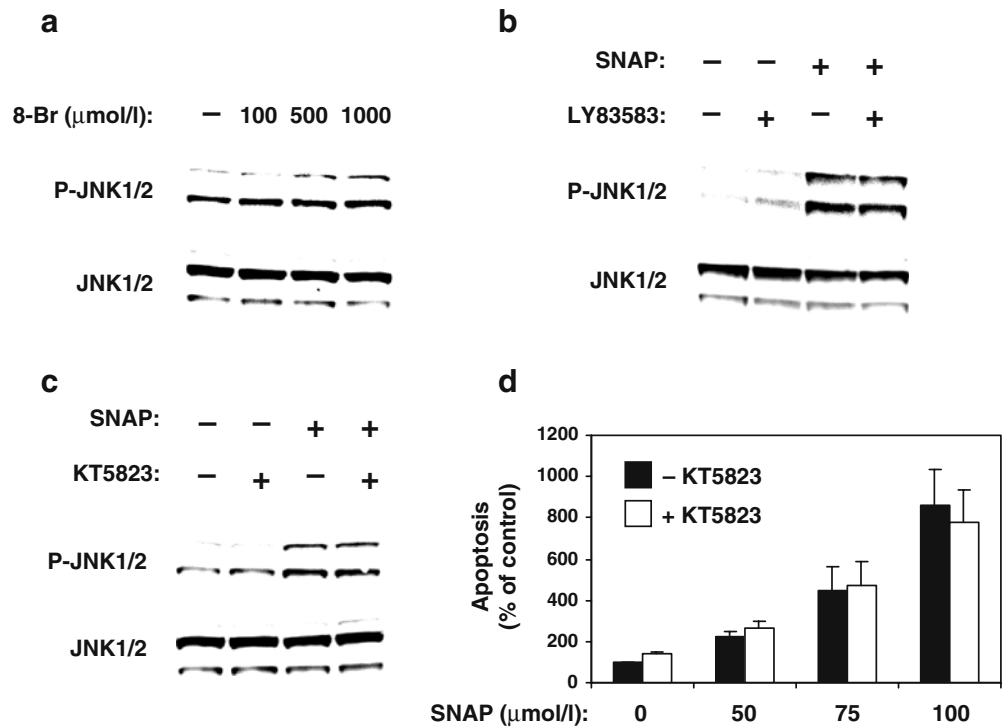 a
8-Br (μmol/l): – 100 500 1000
P-JNK1/2
JNK1/2
b
SNAP: – – + +
LY83583: – + – +
P-JNK1/2
JNK1/2
c
SNAP: – – + +
KT5823: – + – +
P-JNK1/2
JNK1/2
d
1200
1000
800
600
400
200
0
Apoptosis
(% of control)
– KT5823
+ KT5823
SNAP (μmol/l): 0 50 75 100